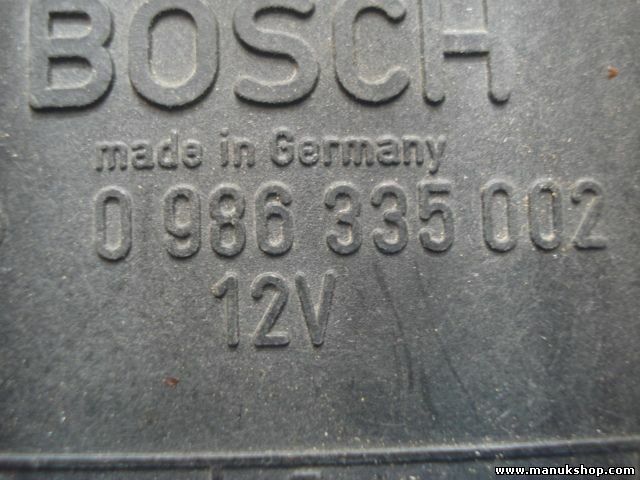 BOSCH
made in Germany
0 986 335 002
12V
www.manukshop.com